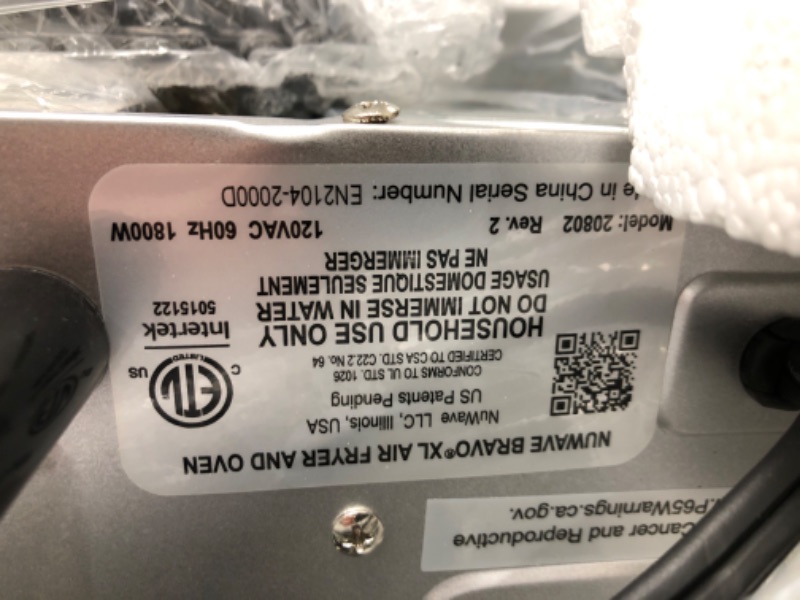 NUWAVE BRAVO® XL AIR FRYER AND OVEN
NuWave LLC, Illinois, USA
US Patents Pending
CONFORMS TO UL STD. 1026
CERTIFIED TO CSA STD. C22.2 No. 64
HOUSEHOLD USE ONLY
DO NOT IMMERSE IN WATER
USAGE DOMESTIQUE SEULEMENT
NE PAS IMMERGER
C ETL US
LISTED
Intertek
5015122
Model: 20802 Rev. 2 120VAC 60Hz 1800W
in China Serial Number: EN2104-2000D
Cancer and Reproductive
P65Warnings.ca.gov.